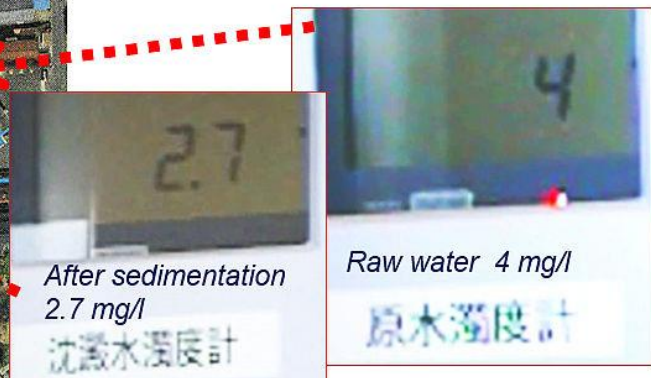 2.7
After sedimentation
2.7 mg/l
沈澱水濁度計
4
Raw water 4 mg/l
原水濁度計